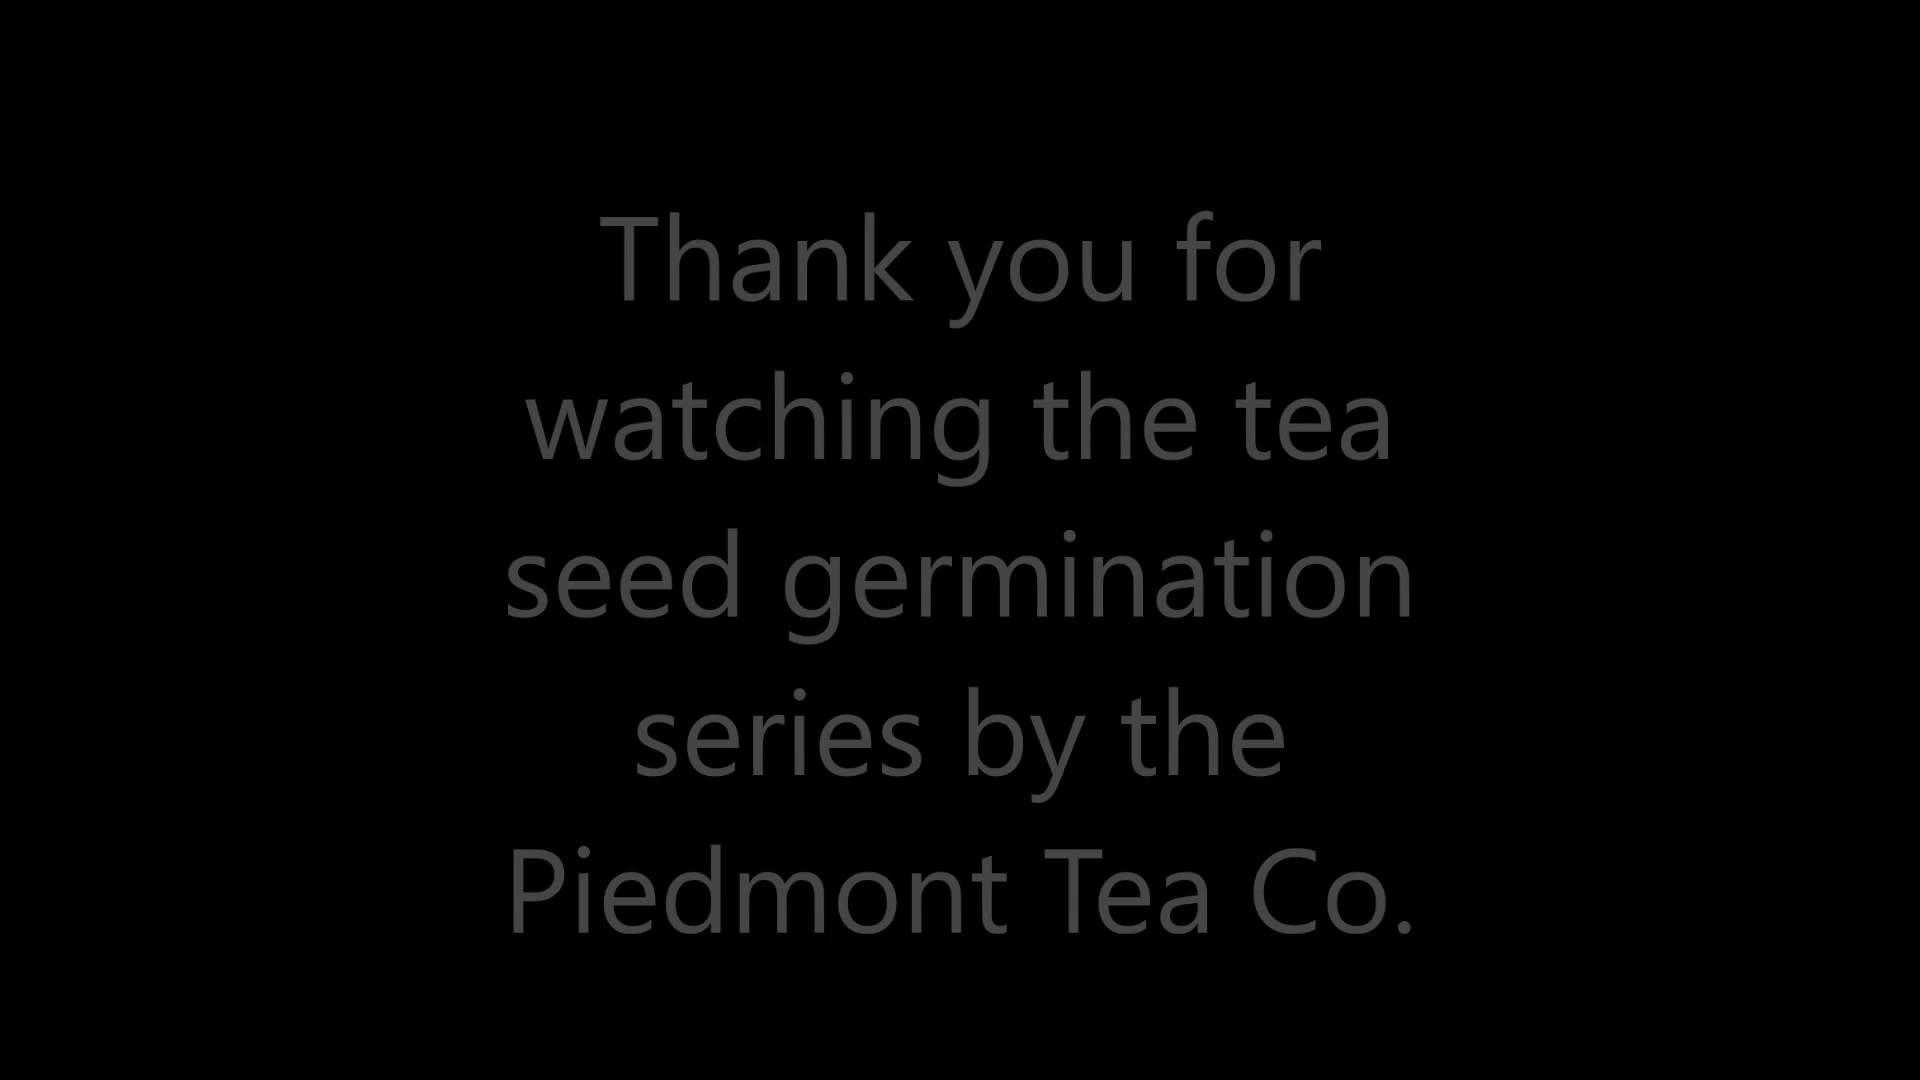 Thank you for
watching the tea
seed germination
series by the
Piedmont Tea Co.